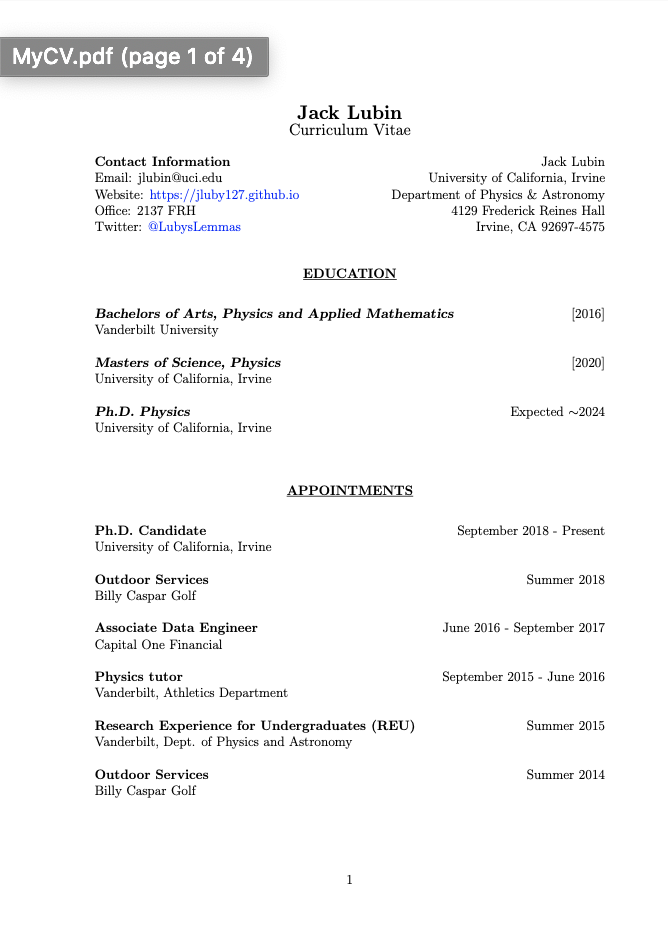 MyCV.pdf (page 1 of 4)
Jack Lubin
Curriculum Vitae
Contact Information Jack Lubin
Email: jlubin@uci.edu University of California, Irvine
Website: https://jluby127.github.io Department of Physics & Astronomy
Office: 2137 FRH 4129 Frederick Reines Hall
Twitter: @LubysLemmas Irvine, CA 92697-4575
EDUCATION
Bachelors of Arts, Physics and Applied Mathematics [2016]
Vanderbilt University
Masters of Science, Physics [2020]
University of California, Irvine
Ph.D. Physics Expected ~2024
University of California, Irvine
APPOINTMENTS
Ph.D. Candidate September 2018 - Present
University of California, Irvine
Outdoor Services Summer 2018
Billy Caspar Golf
Associate Data Engineer June 2016 - September 2017
Capital One Financial
Physics tutor September 2015 - June 2016
Vanderbilt, Athletics Department
Research Experience for Undergraduates (REU) Summer 2015
Vanderbilt, Dept. of Physics and Astronomy
Outdoor Services Summer 2014
Billy Caspar Golf
1